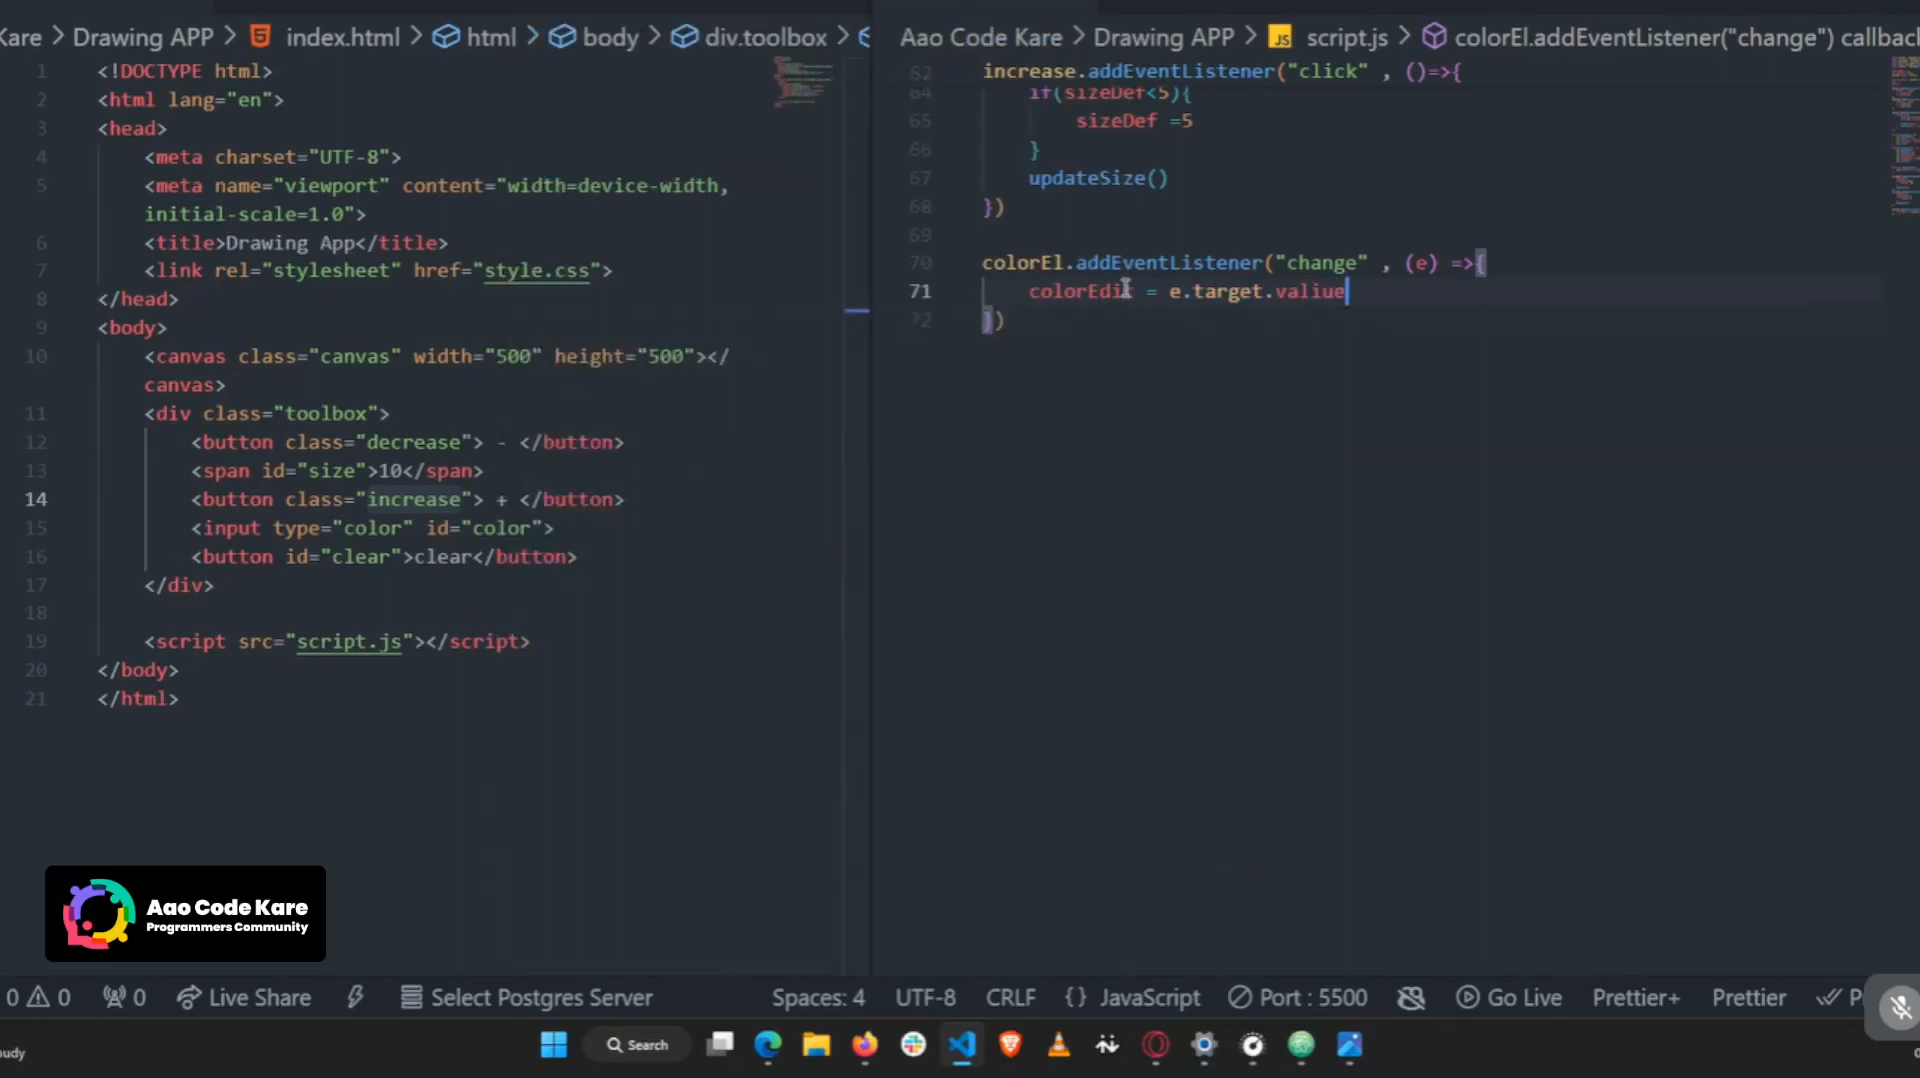 Kare > Drawing APP > index.html > html > body > div.toolbox >
1 <!DOCTYPE html>
2 <html lang="en">
3 <head>
4 <meta charset="UTF-8">
5 <meta name="viewport" content="width=device-width,
initial-scale=1.0">
6 <title>Drawing App</title>
7 <link rel="stylesheet" href="style.css">
8 </head>
9 <body>
10 <canvas class="canvas" width="500" height="500"></
canvas>
11 <div class="toolbox">
12 <button class="decrease"> - </button>
13 <span id="size">10</span>
14 <button class="increase"> + </button>
15 <input type="color" id="color">
16 <button id="clear">clear</button>
17 </div>
18
19 <script src="script.js"></script>
20 </body>
21 </html>
Aao Code Kare > Drawing APP > JS script.js > colorEl.addEventListener("change") callback
62 increase.addEventListener("click" , ()=>{
64 if(sizeDef<5){
65 sizeDef =5
66 }
67 updateSize()
68 })
69
70 colorEl.addEventListener("change" , (e) =>{
71 colorEdit = e.target.valiue
72 })
Aao Code Kare
Programmers Community
0 0 0 Live Share Select Postgres Server Spaces: 4 UTF-8 CRLF {} JavaScript Port : 5500 Go Live Prettier+ Prettier
Search